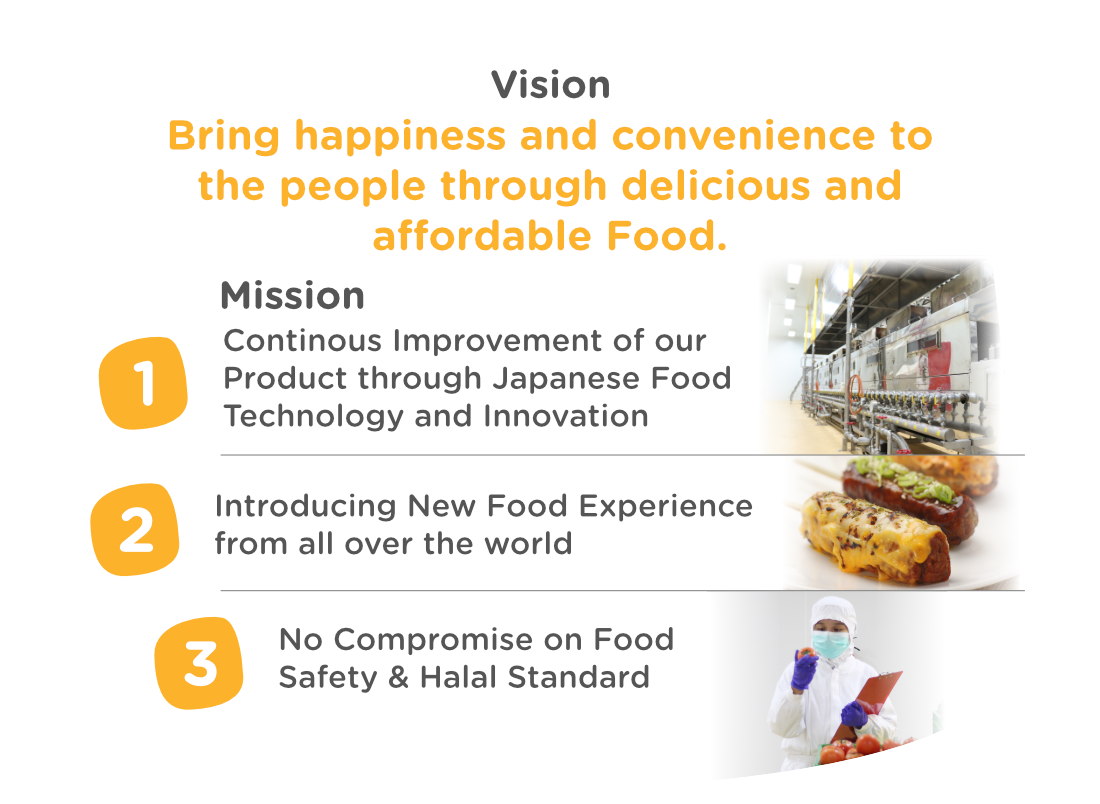 Vision
Bring happiness and convenience to
the people through delicious and
affordable Food.
Mission
1
Continous Improvement of our
Product through Japanese Food
Technology and Innovation
2
Introducing New Food Experience
from all over the world
3
No Compromise on Food
Safety & Halal Standard